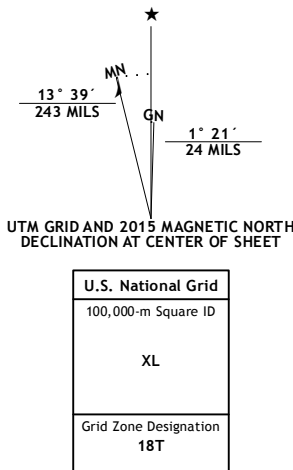 ★
MN
13° 39´
243 MILS
GN
1° 21´
24 MILS
UTM GRID AND 2015 MAGNETIC NORTH
DECLINATION AT CENTER OF SHEET
U.S. National Grid
100,000-m Square ID
XL
Grid Zone Designation
18T